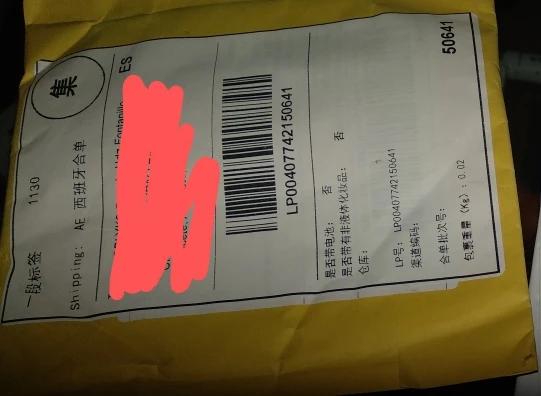 集
一段标签 1130
Shipping: AE 西班牙合单
ES
LP00407742150641
是否带电池: 否
是否带有非液体化妆品: 否
仓库:
LP号: LP00407742150641
渠道编码:
合单批次号:
包裹重量 (Kg): 0.02
50641